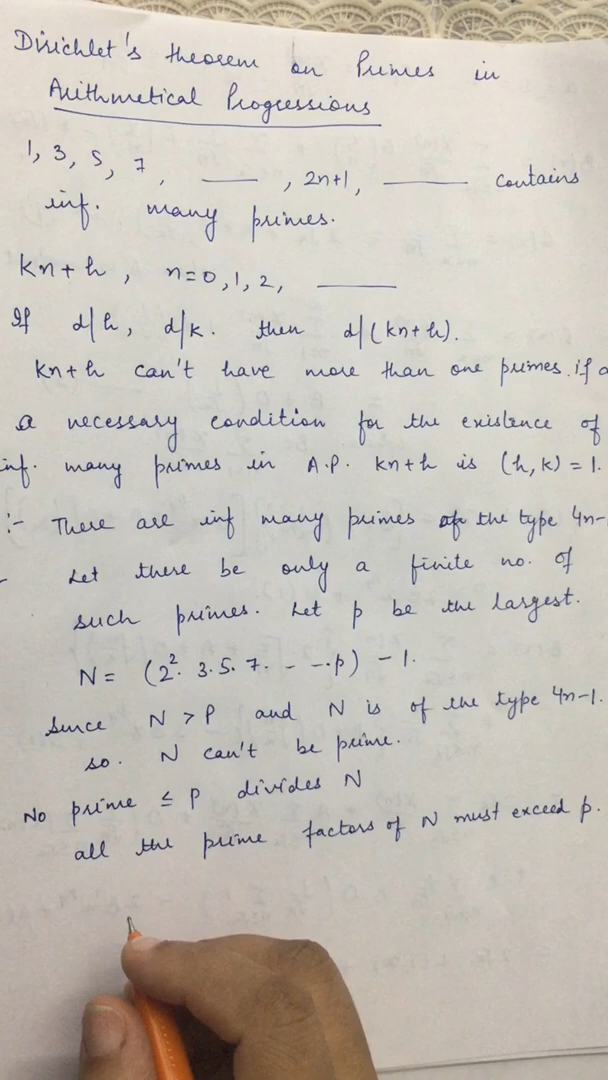 Dirichlet's theorem on Primes in
Arithmetical Progressions
1, 3, 5, 7, ___, 2n+1, ___ contains
inf. many primes.
kn+h, n=0,1,2, ___
If d/h, d/k. then d/(kn+h).
kn+h can't have more than one primes. if
a necessary condition for the existence of
inf. many primes in A.P. kn+h is (h,k) = 1.
:- There are inf many primes of the type 4n-
Let there be only a finite no. of
such primes. Let p be the largest.
N= (2². 3. 5. 7. - - -. p) - 1.
Since N > P and N is of the type 4n-1.
so. N can't be prime.
No prime ≤ p divides N
all the prime factors of N must exceed p.